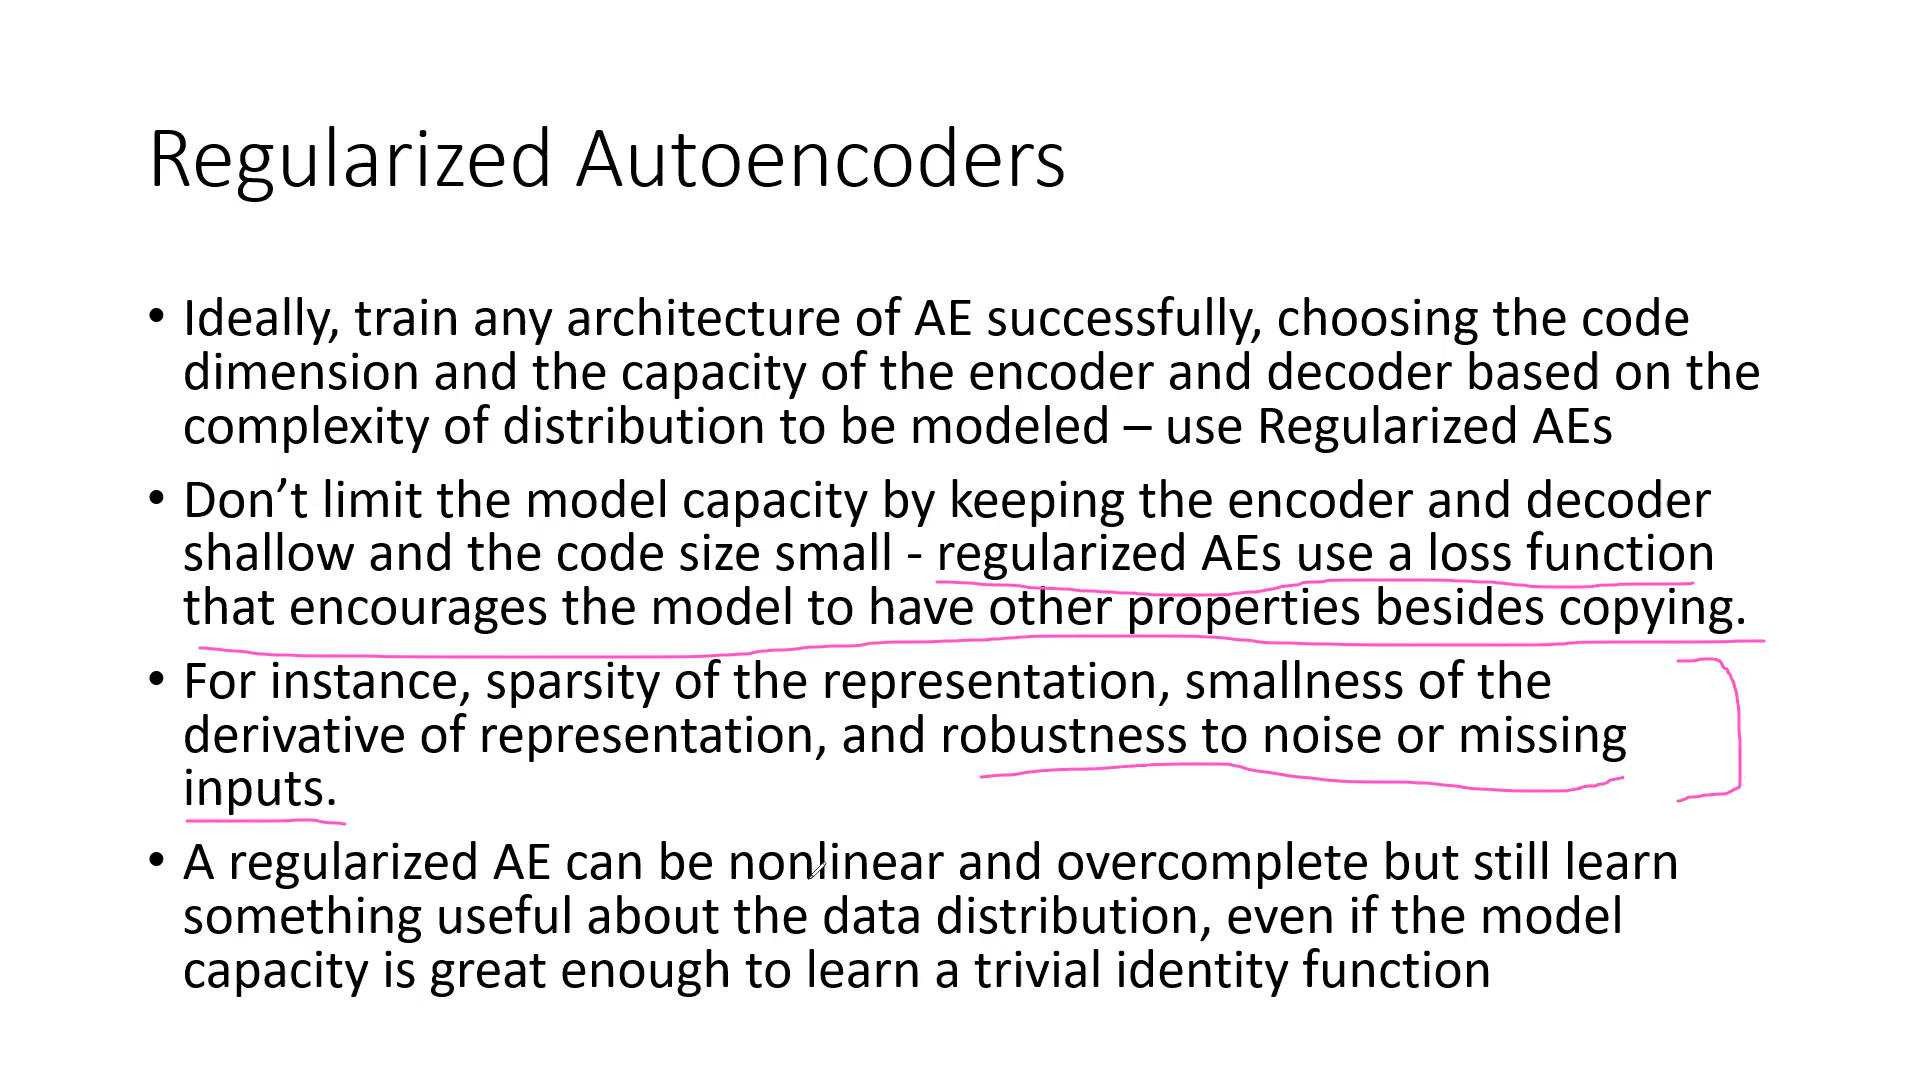 Regularized Autoencoders
• Ideally, train any architecture of AE successfully, choosing the code
dimension and the capacity of the encoder and decoder based on the
complexity of distribution to be modeled – use Regularized AEs
• Don’t limit the model capacity by keeping the encoder and decoder
shallow and the code size small - regularized AEs use a loss function
that encourages the model to have other properties besides copying.
• For instance, sparsity of the representation, smallness of the
derivative of representation, and robustness to noise or missing
inputs.
• A regularized AE can be nonlinear and overcomplete but still learn
something useful about the data distribution, even if the model
capacity is great enough to learn a trivial identity function